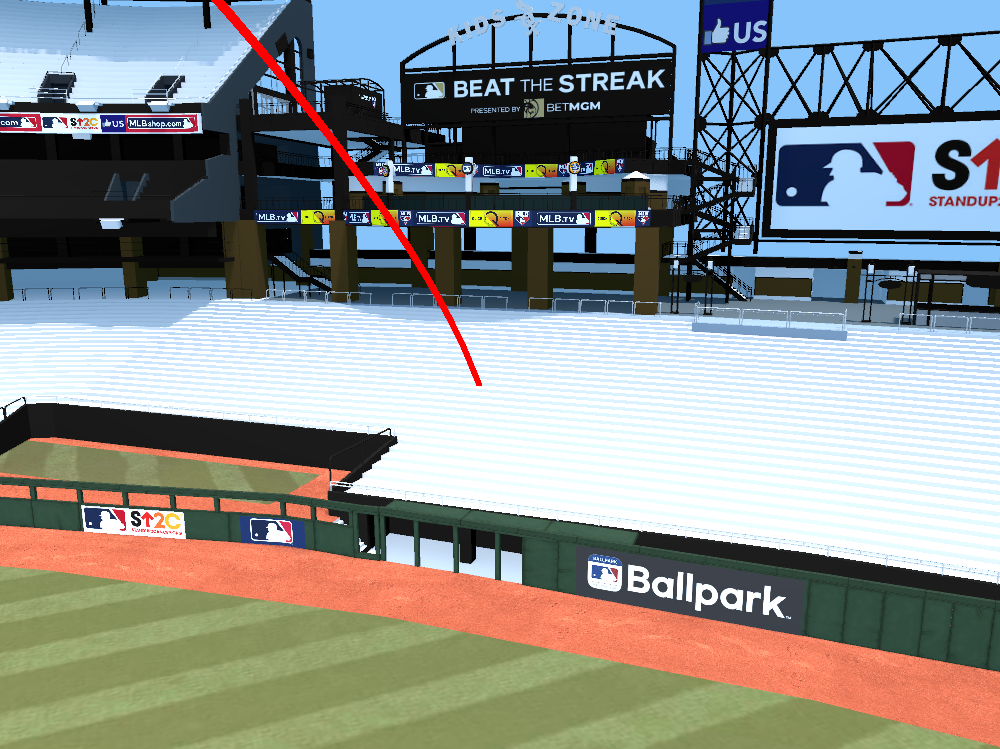 KIDS ZONE
US
BEAT THE STREAK
PRESENTED BY BETMGM
.com
S↑2C
US
MLBshop.com
MLB.tv
MLB.tv
MLB.tv
MLB.tv
MLB.tv
S↑
STANDUP
S↑2C
BALLPARK
Ballpark™